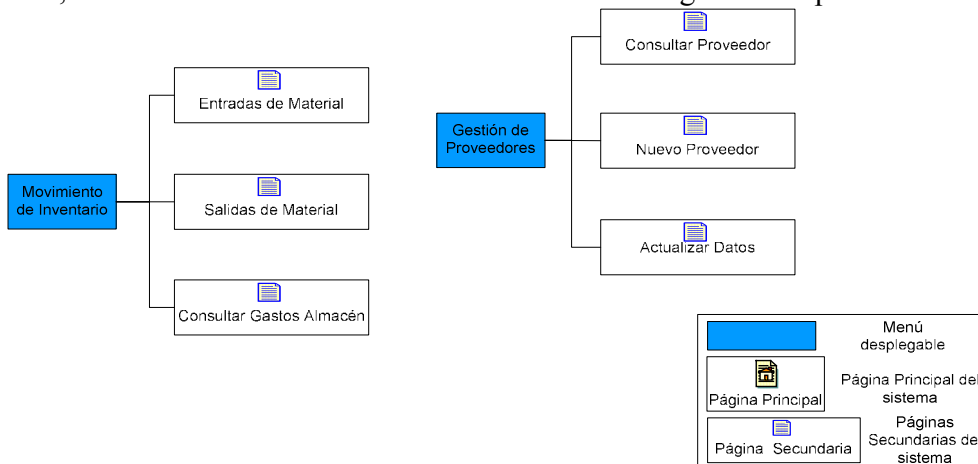 Consultar Proveedor
Entradas de Material
Gestión de
Proveedores
Nuevo Proveedor
Movimiento
de Inventario
Salidas de Material
Actualizar Datos
Consultar Gastos Almacén
Menú
desplegable
Página Principal
Página Principal del
sistema
Página Secundaria
Páginas
Secundarias de
sistema